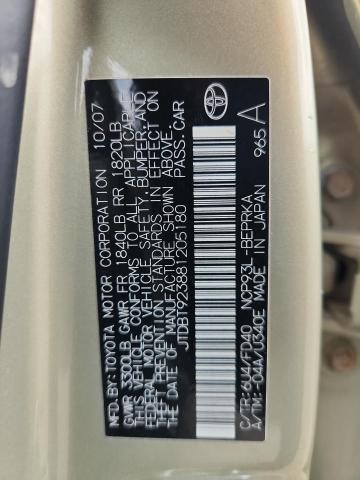 MFD.BY:TOYOTA MOTOR CORPORATION 10/07
GVWR 3300LB GAWR FR 1840LB RR 1820LB
THIS VEHICLE CONFORMS TO ALL APPLICABLE
FEDERAL MOTOR VEHICLE SAFETY, BUMPER, AND
THEFT PREVENTION STANDARDS IN EFFECT ON
THE DATE OF MANUFACTURE SHOWN ABOVE.
JTDBT923881205180 PASS.CAR
C/TR:6U4/FD40 NCP93L-BEPRKA
A/TM:-04A/U340E MADE IN JAPAN 965 A
TOYOTA